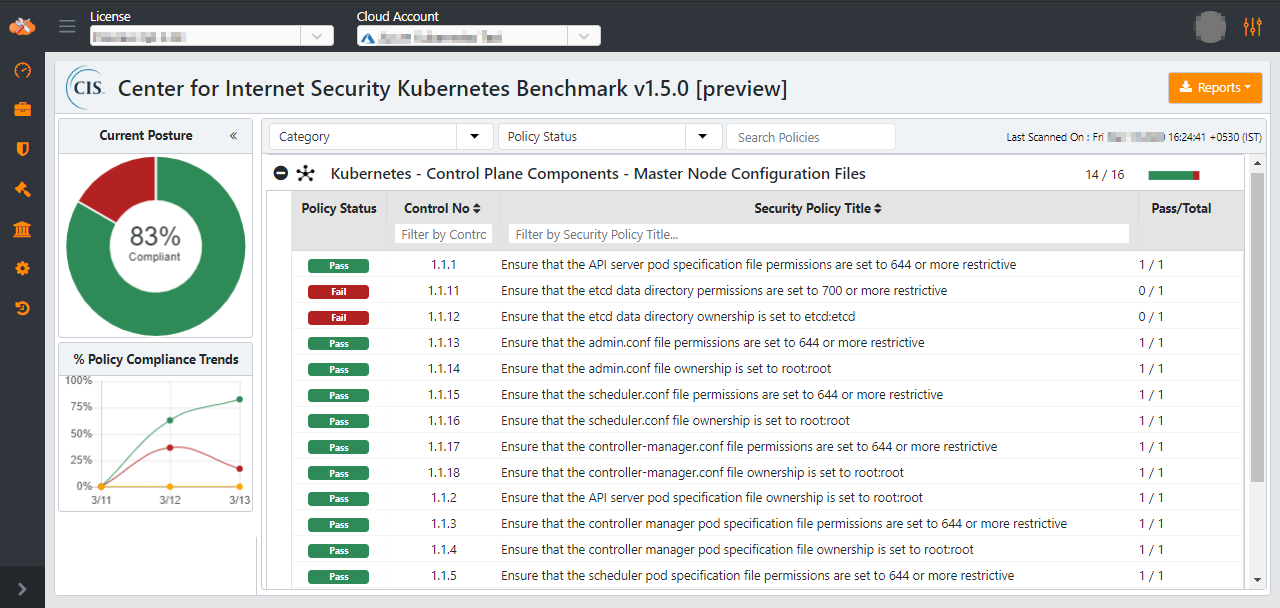 License
Cloud Account
CIS
Center for Internet Security Kubernetes Benchmark v1.5.0 [preview]
Reports
Current Posture «
83%
Compliant
% Policy Compliance Trends
100%
75%
50%
25%
0%
3/11 3/12 3/13
Category Policy Status Search Policies Last Scanned On : Fri 16:24:41 +0530 (IST)
Kubernetes - Control Plane Components - Master Node Configuration Files 14 / 16
Policy Status Control No Security Policy Title Pass/Total
Filter by Contrc Filter by Security Policy Title...
Pass 1.1.1 Ensure that the API server pod specification file permissions are set to 644 or more restrictive 1 / 1
Fail 1.1.11 Ensure that the etcd data directory permissions are set to 700 or more restrictive 0 / 1
Fail 1.1.12 Ensure that the etcd data directory ownership is set to etcd:etcd 0 / 1
Pass 1.1.13 Ensure that the admin.conf file permissions are set to 644 or more restrictive 1 / 1
Pass 1.1.14 Ensure that the admin.conf file ownership is set to root:root 1 / 1
Pass 1.1.15 Ensure that the scheduler.conf file permissions are set to 644 or more restrictive 1 / 1
Pass 1.1.16 Ensure that the scheduler.conf file ownership is set to root:root 1 / 1
Pass 1.1.17 Ensure that the controller-manager.conf file permissions are set to 644 or more restrictive 1 / 1
Pass 1.1.18 Ensure that the controller-manager.conf file ownership is set to root:root 1 / 1
Pass 1.1.2 Ensure that the API server pod specification file ownership is set to root:root 1 / 1
Pass 1.1.3 Ensure that the controller manager pod specification file permissions are set to 644 or more restrictive 1 / 1
Pass 1.1.4 Ensure that the controller manager pod specification file ownership is set to root:root 1 / 1
Pass 1.1.5 Ensure that the scheduler pod specification file permissions are set to 644 or more restrictive 1 / 1